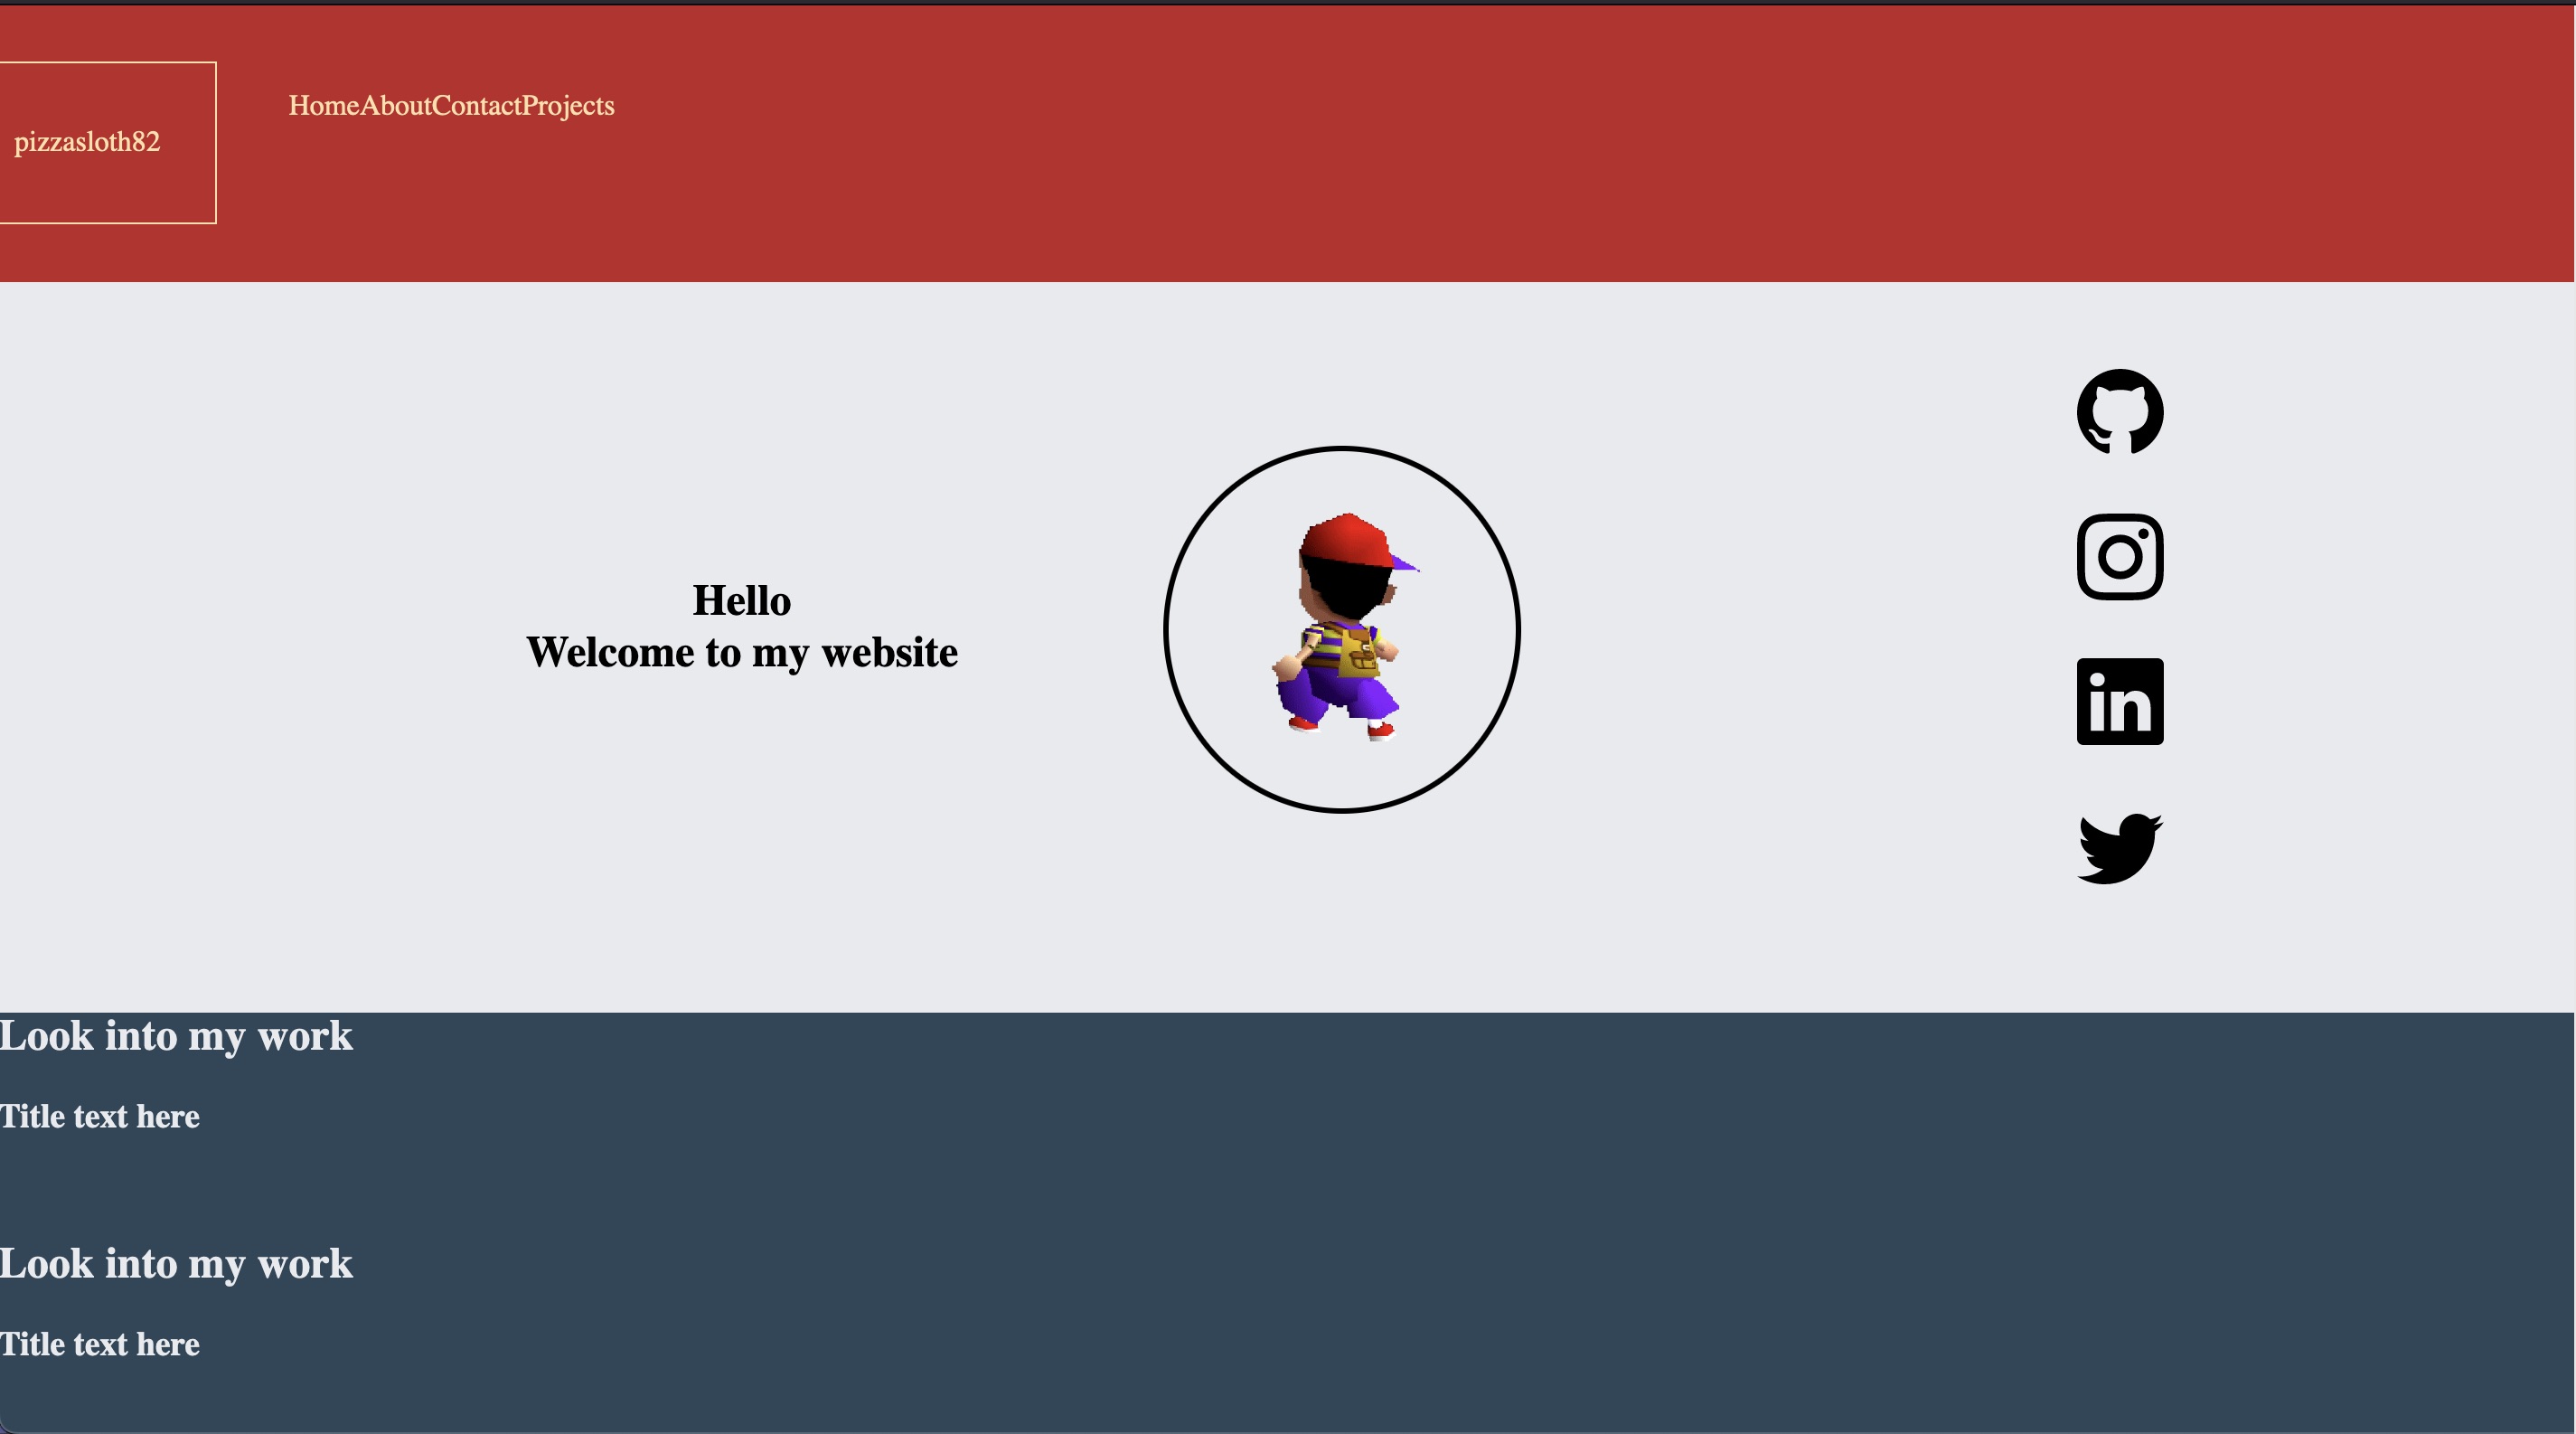 pizzasloth82
HomeAboutContactProjects
Hello
Welcome to my website
in
Look into my work
Title text here
Look into my work
Title text here